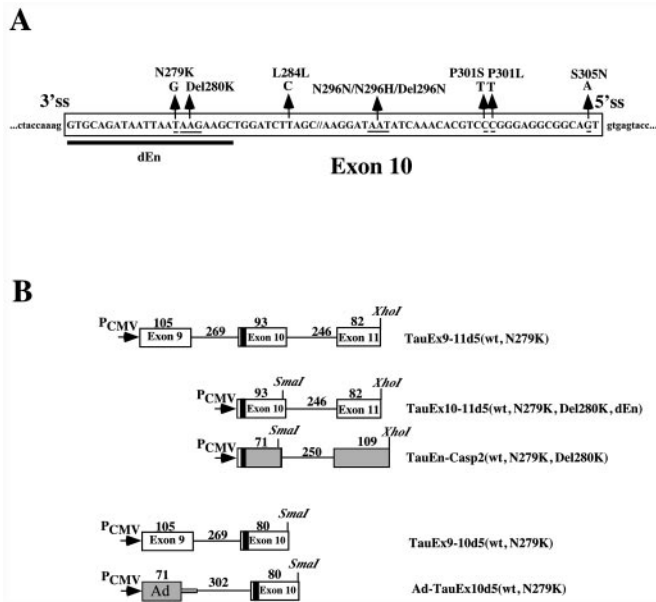 A
N279K Del280K L284L N296N/N296H/Del296N P301S P301L S305N
G C T T A
3'ss 5'ss
...ctaccaaag GTGCAGATAATTAATAAGAAGCTGGATCTTAGC//AAGGATAATATCAAACACGTCCCGGGAGGCGGCAGT gtgagtacc...
dEn
Exon 10
B
PCMV 105 Exon 9 269 93 Exon 10 246 82 Exon 11 XhoI TauEx9-11d5(wt, N279K)
PCMV 93 Exon 10 SmaI 246 82 Exon 11 XhoI TauEx10-11d5(wt, N279K, Del280K, dEn)
PCMV 71 SmaI 250 109 XhoI TauEn-Casp2(wt, N279K, Del280K)
PCMV 105 Exon 9 269 80 Exon 10 SmaI TauEx9-10d5(wt, N279K)
PCMV 71 Ad 302 80 Exon 10 SmaI Ad-TauEx10d5(wt, N279K)